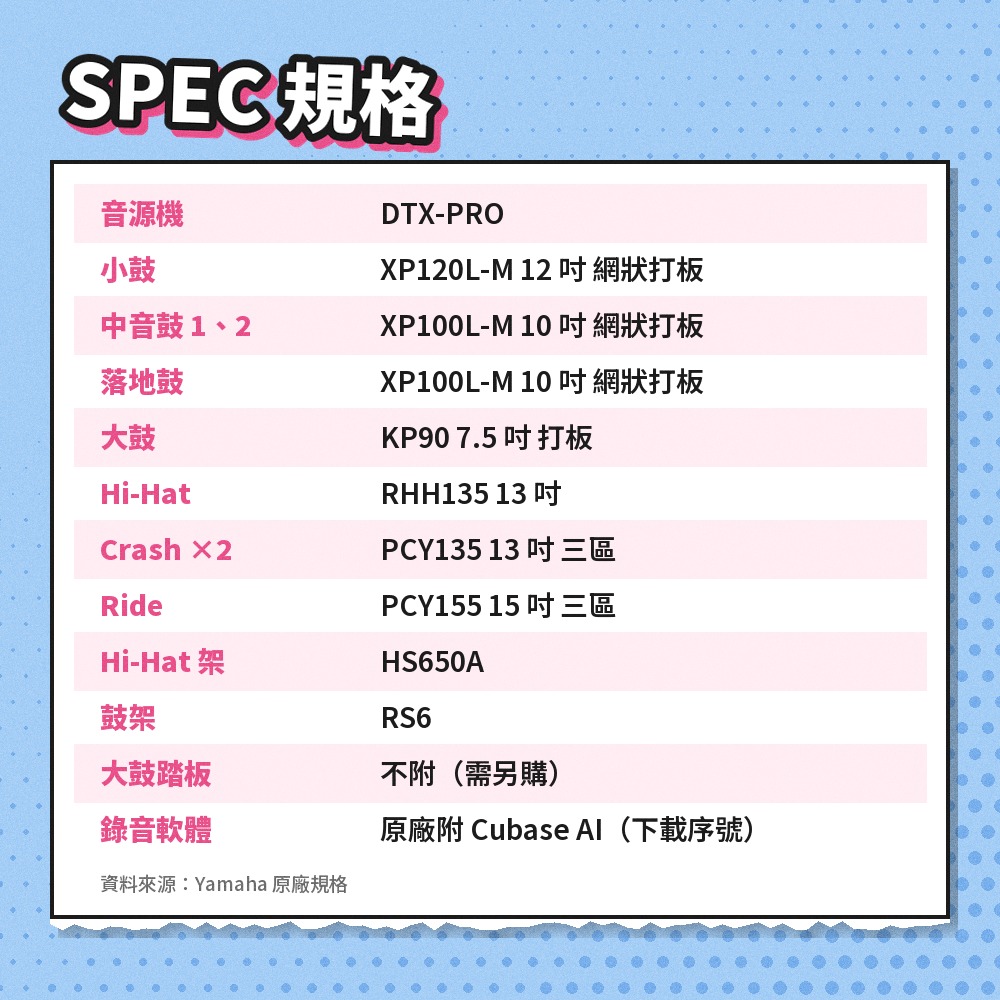 SPEC 規格
音源機 DTX-PRO
小鼓 XP120L-M 12 吋 網狀打板
中音鼓 1、2 XP100L-M 10 吋 網狀打板
落地鼓 XP100L-M 10 吋 網狀打板
大鼓 KP90 7.5 吋 打板
Hi-Hat RHH135 13 吋
Crash ×2 PCY135 13 吋 三區
Ride PCY155 15 吋 三區
Hi-Hat 架 HS650A
鼓架 RS6
大鼓踏板 不附（需另購）
錄音軟體 原廠附 Cubase AI（下載序號）
資料來源：Yamaha 原廠規格